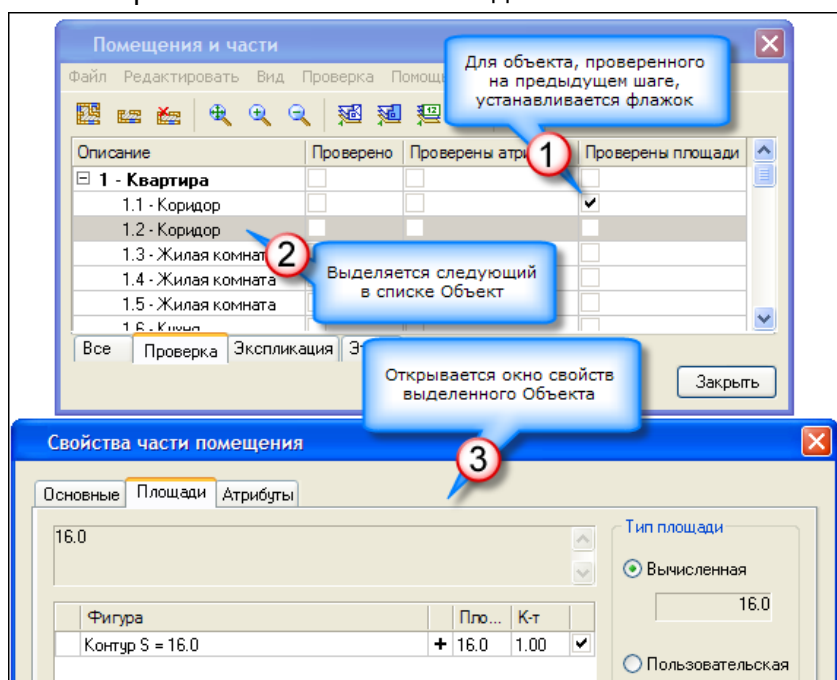 Помещения и части
Файл Редактировать Вид Проверка
Для объекта, проверенного
на предыдущем шаге,
устанавливается флажок
1
Описание Проверено Проверены Проверены площади
1 - Квартира
1.1 - Коридор
1.2 - Коридор
2
1.3 - Жилая
1.4 - Жилая комната
1.5 - Жилая комната
Выделяется следующий
в списке Объект
1.6 - Кухня
Все Проверка Экспликация
Открывается окно свойств
выделенного Объекта
Закрыть
3
Свойства части помещения
Основные Площади Атрибуты
16.0
Тип площади
Вычисленная
16.0
Фигура Пло... К-т
Контур S = 16.0 + 16.0 1.00
Пользовательская